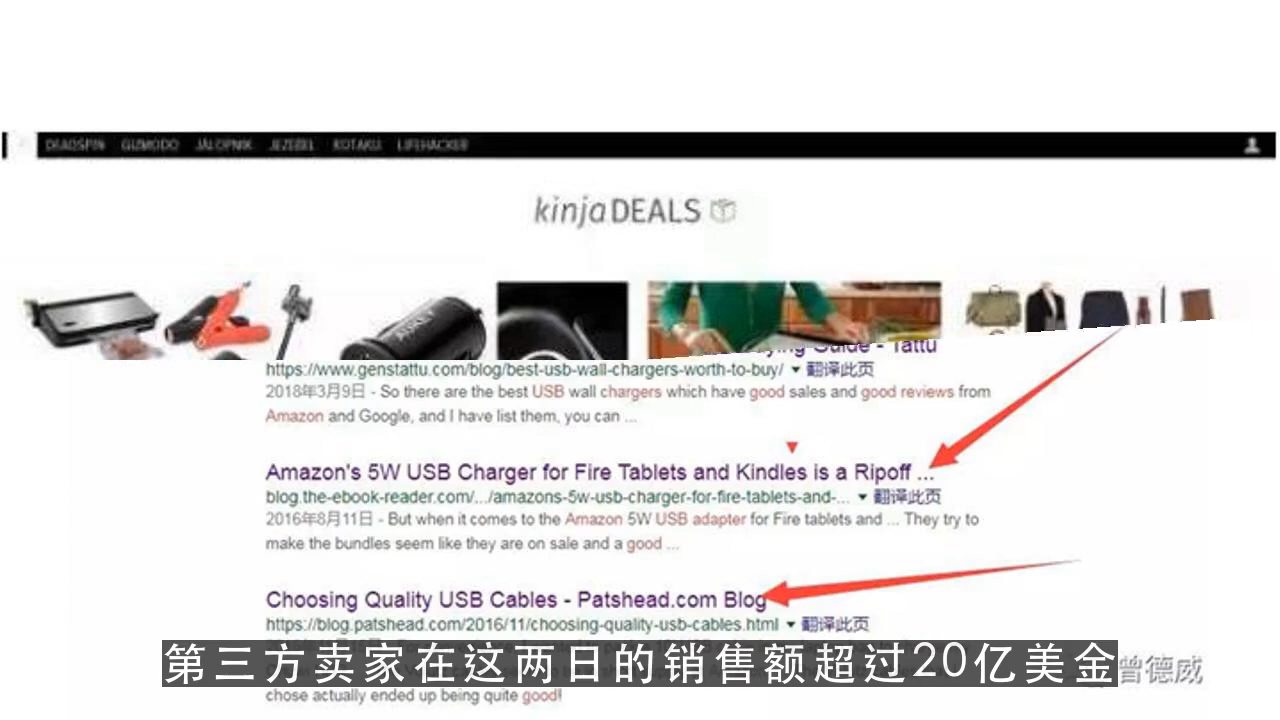 DEADSPIN GIZMODO JALOPNIK JEZEBEL KOTAKU LIFEHACKER
kinjaDEALS
Buying Guide - Tattu
https://www.genstattu.com/blog/best-usb-wall-chargers-worth-to-buy/ ▼ 翻译此页
2018年3月9日 - So there are the best USB wall chargers which have good sales and good reviews from
Amazon and Google, and I have list them, you can ...
Amazon's 5W USB Charger for Fire Tablets and Kindles is a Ripoff ...
blog.the-ebook-reader.com/.../amazons-5w-usb-charger-for-fire-tablets-and-... ▼ 翻译此页
2016年8月11日 - But when it comes to the Amazon 5W USB adapter for Fire tablets and ... They try to
make the bundles seem like they are on sale and a good ...
Choosing Quality USB Cables - Patshead.com Blog
https://blog.patshead.com/2016/11/choosing-quality-usb-cables.html ▼ 翻译此页
第三方卖家在这两日的销售额超过20亿美金
曾德威
chose actually ended up being quite good!